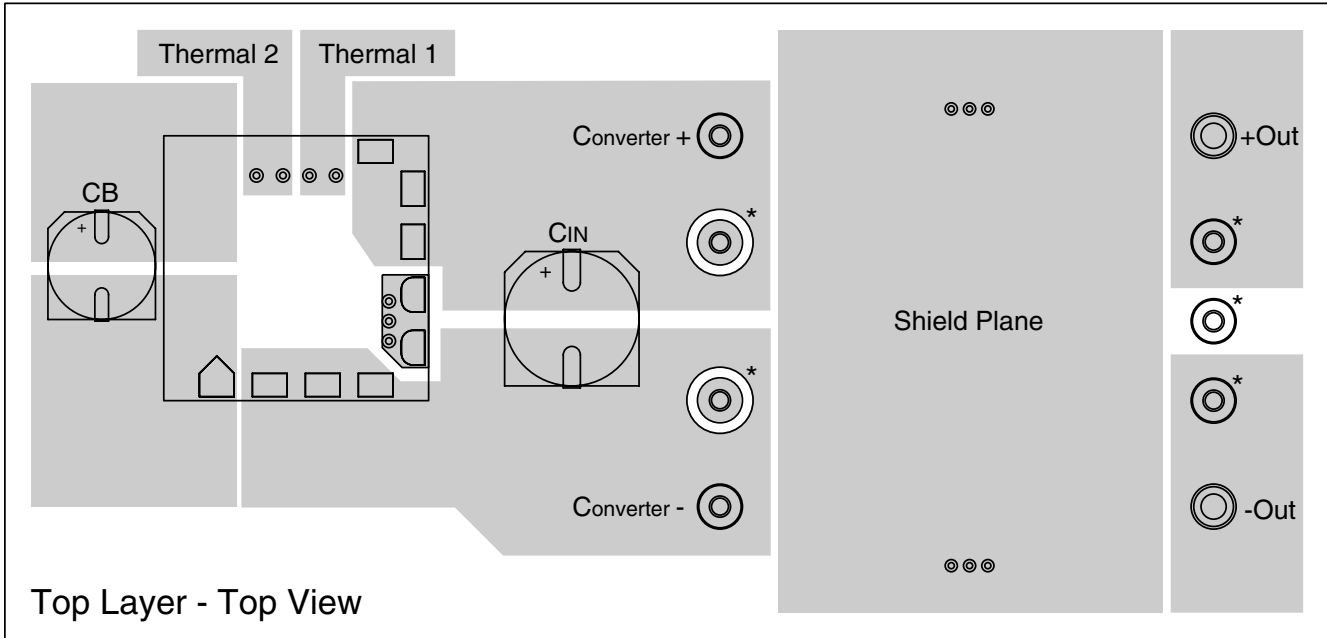 Thermal 2
Thermal 1
Converter +
+Out
*
*
CB
+
CIN
+
Shield Plane
*
*
*
Converter -
-Out
Top Layer - Top View